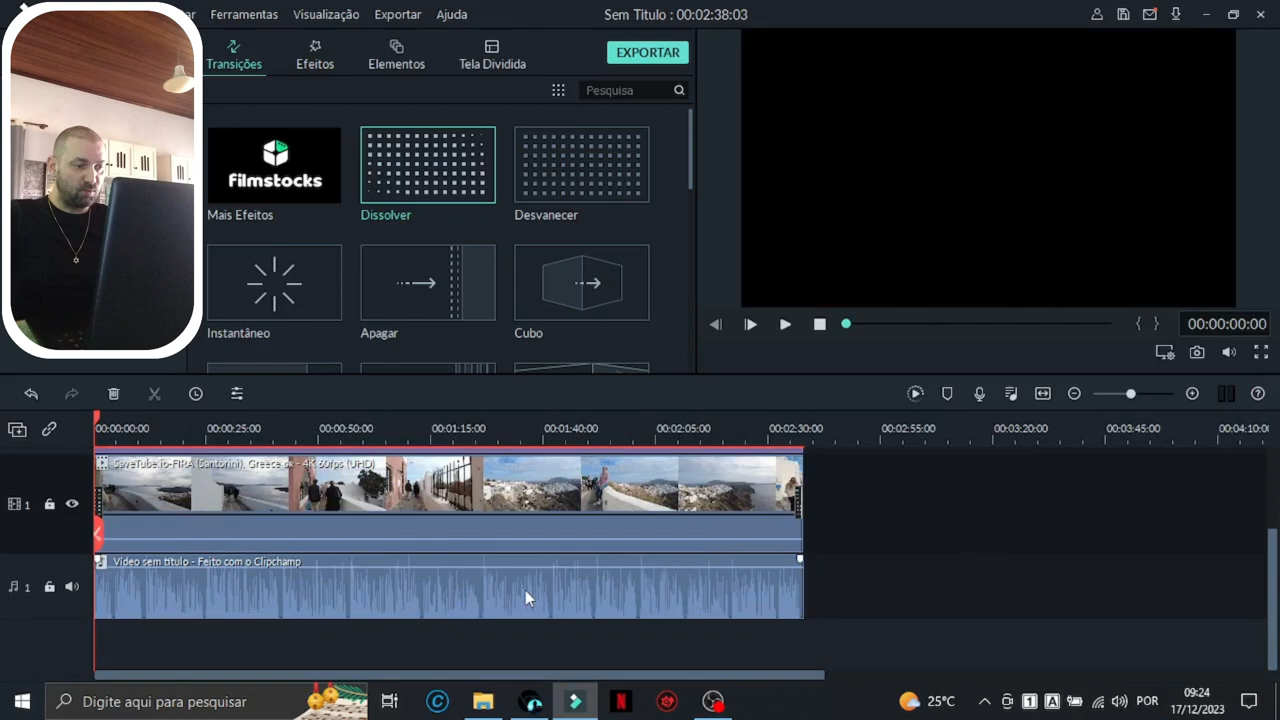 Ferramentas Visualização Exportar Ajuda Sem Titulo : 00:02:38:03
Transições Efeitos Elementos Tela Dividida EXPORTAR
Pesquisa
filmstocks
Mais Efeitos Dissolver Desvanecer
Instantâneo Apagar Cubo
00:00:00:00
00:00:00:00 00:00:25:00 00:00:50:00 00:01:15:00 00:01:40:00 00:02:05:00 00:02:30:00 00:02:55:00 00:03:20:00 00:03:45:00 00:04:10:00
SaveTube.io-FIRA (Santorini), Greece - 4K 60fps (UHD)
1
Vídeo sem título - Feito com o Clipchamp
1
Digite aqui para pesquisar 25°C POR 09:24
17/12/2023